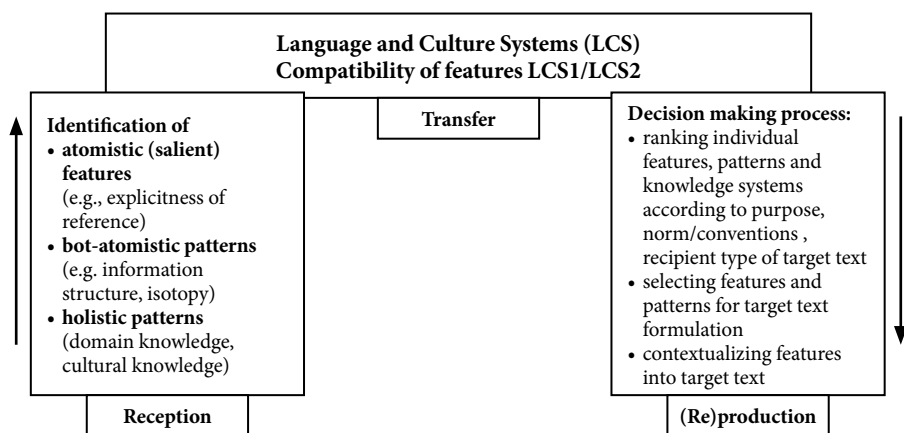 Language and Culture Systems (LCS)
Compatibility of features LCS1/LCS2
Transfer
Identification of
• atomistic (salient)
features
(e.g., explicitness of
reference)
• bot-atomistic patterns
(e.g. information
structure, isotopy)
• holistic patterns
(domain knowledge,
cultural knowledge)
Reception
Decision making process:
• ranking individual
features, patterns and
knowledge systems
according to purpose,
norm/conventions ,
recipient type of target text
• selecting features and
patterns for target text
formulation
• contextualizing features
into target text
(Re)production